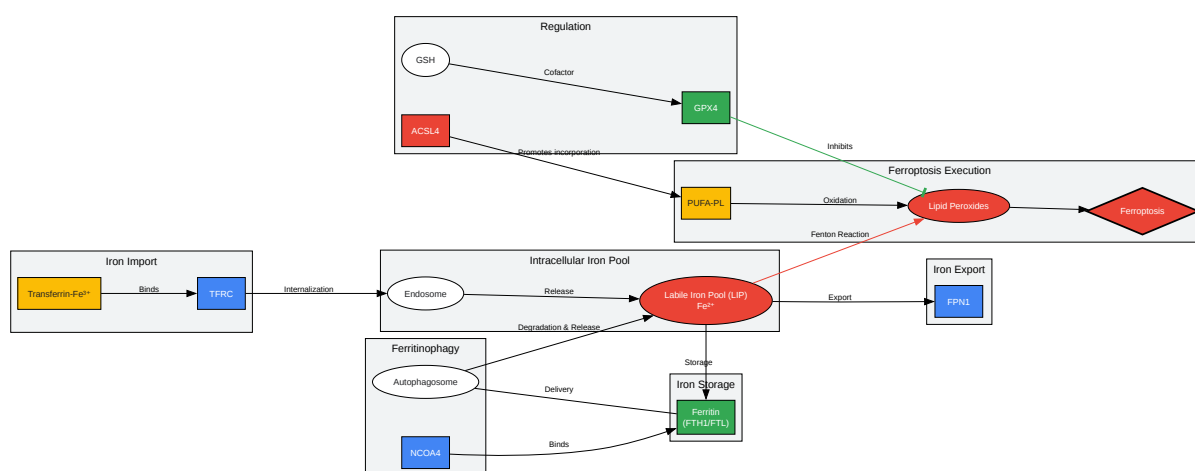 Regulation
GSH
Cofactor
GPX4
ACSL4
Promotes incorporation
Inhibits
Ferroptosis Execution
PUFA-PL
Oxidation
Lipid Peroxides
Ferroptosis
Fenton Reaction
Iron Import
Transferrin-Fe³⁺
Binds
TFRC
Internalization
Intracellular Iron Pool
Endosome
Release
Labile Iron Pool (LIP)
Fe²⁺
Export
Iron Export
FPN1
Degradation & Release
Ferritinophagy
Autophagosome
Delivery
Storage
Iron Storage
Ferritin
(FTH1/FTL)
NCOA4
Binds